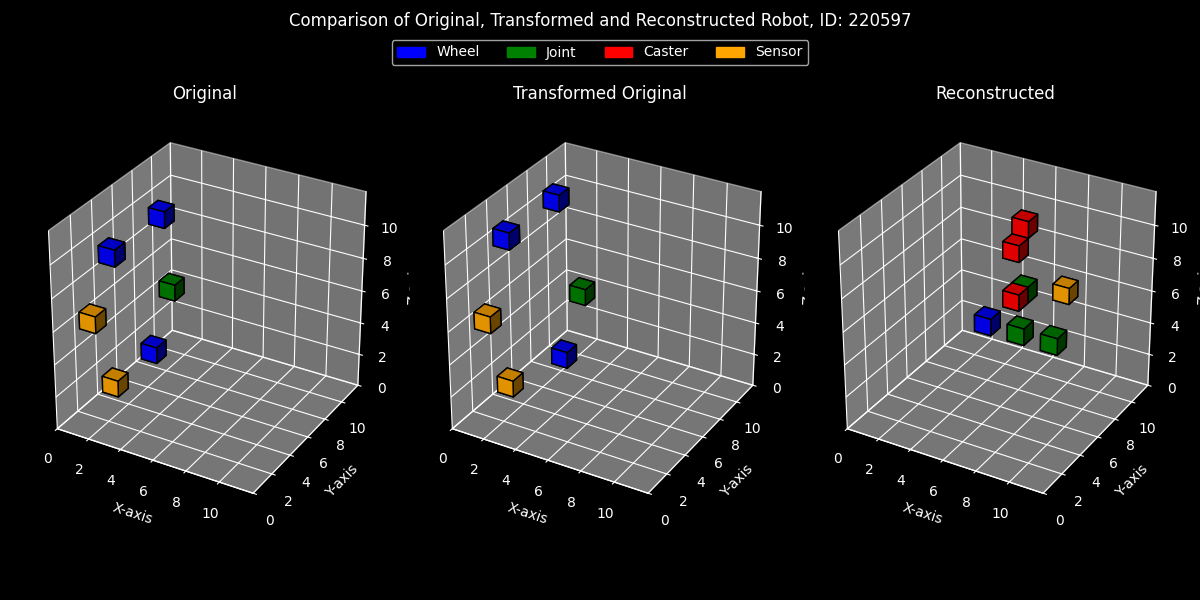 Comparison of Original, Transformed and Reconstructed Robot, ID: 220597
Wheel Joint Caster Sensor
Original Transformed Original Reconstructed
10 10 10
8 8 8
6 6 6
4 4 4
2 2 2
0 0 0
0 2 4 6 8 10
X-axis
0 2 4 6 8 10
Y-axis
0 2 4 6 8 10
X-axis
0 2 4 6 8 10
Y-axis
0 2 4 6 8 10
X-axis
0 2 4 6 8 10
Y-axis